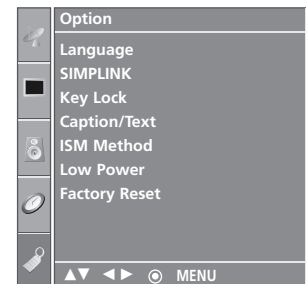 Option
Language
SIMPLINK
Key Lock
Caption/Text
ISM Method
Low Power
Factory Reset
▲▼ ◄► ⦿ MENU